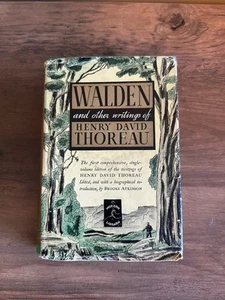 WALDEN
and other writings of
HENRY DAVID
THOREAU
The first comprehensive, single-
volume edition of the writings of
HENRY DAVID THOREAU
Edited, and with a biographical in-
troduction, by BROOKS ATKINSON